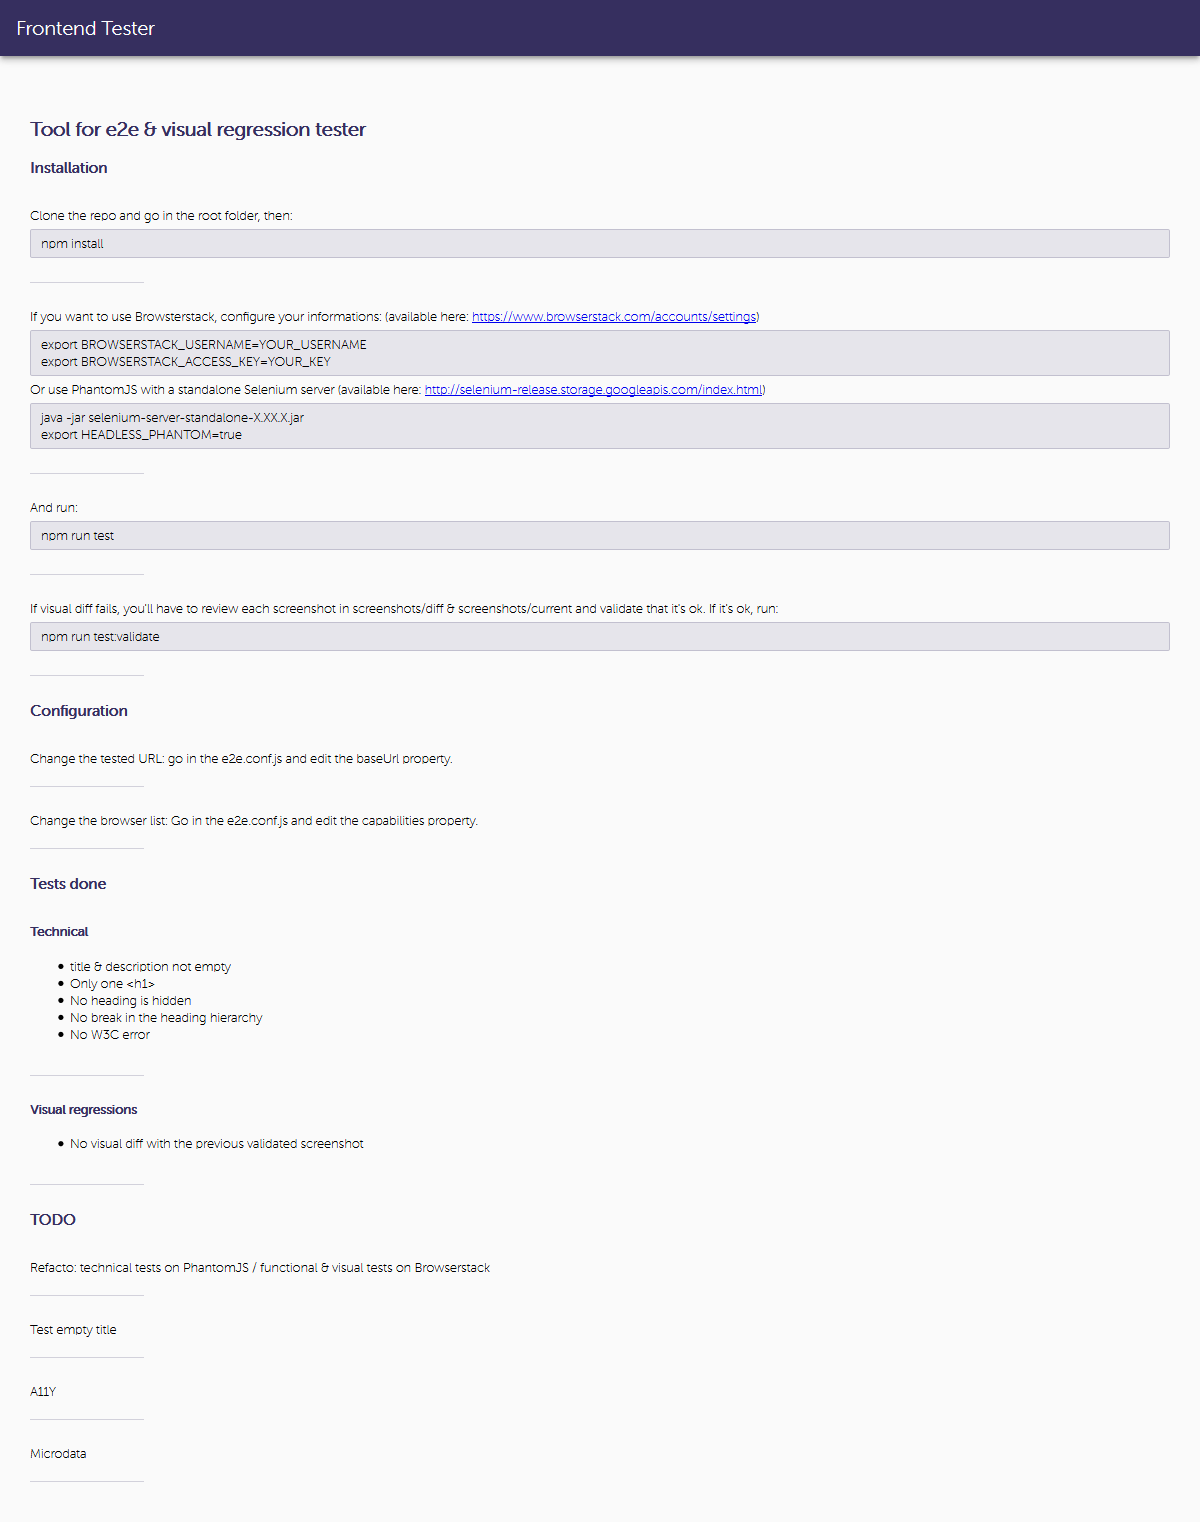 Frontend Tester
Tool for e2e & visual regression tester
Installation
Clone the repo and go in the root folder, then:
npm install
If you want to use Browsterstack, configure your informations: (available here: https://www.browserstack.com/accounts/settings)
export BROWSERSTACK_USERNAME=YOUR_USERNAME
export BROWSERSTACK_ACCESS_KEY=YOUR_KEY
Or use PhantomJS with a standalone Selenium server (available here: http://selenium-release.storage.googleapis.com/index.html)
java -jar selenium-server-standalone-X.XX.X.jar
export HEADLESS_PHANTOM=true
And run:
npm run test
If visual diff fails, you'll have to review each screenshot in screenshots/diff & screenshots/current and validate that it's ok. If it's ok, run:
npm run test:validate
Configuration
Change the tested URL: go in the e2e.conf.js and edit the baseUrl property.
Change the browser list: Go in the e2e.conf.js and edit the capabilities property.
Tests done
Technical
• title & description not empty
• Only one <h1>
• No heading is hidden
• No break in the heading hierarchy
• No W3C error
Visual regressions
• No visual diff with the previous validated screenshot
TODO
Refacto: technical tests on PhantomJS / functional & visual tests on Browserstack
Test empty title
A11Y
Microdata